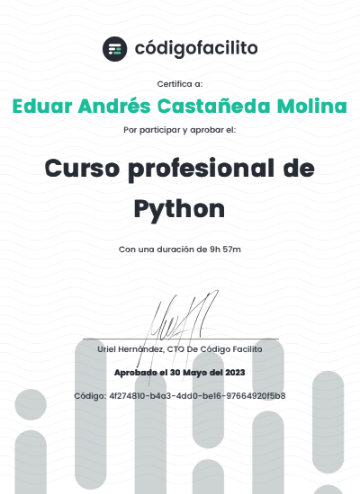 códigofacilito
Certifica a:
Eduar Andrés Castañeda Molina
Por participar y aprobar el:
Curso profesional de
Python
Con una duración de 9h 57m
Uriel Hernández, CTO De Código Facilito
Aprobado el 30 Mayo del 2023
Código: 4f274810-b4a3-4dd0-be16-97664920f5b8